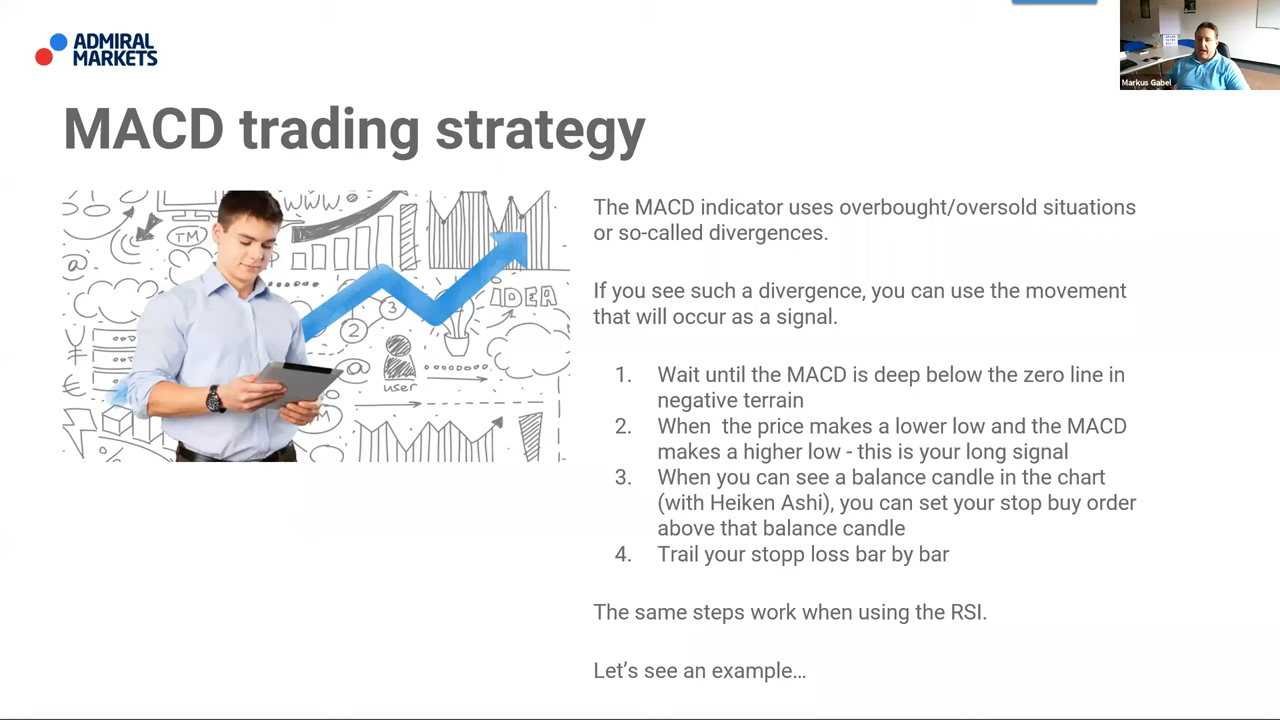 ADMIRAL
MARKETS
Markus Gabel
MACD trading strategy
www
TM
@
IDEA
3
2
@
user
¥
€
%
The MACD indicator uses overbought/oversold situations
or so-called divergences.
If you see such a divergence, you can use the movement
that will occur as a signal.
1. Wait until the MACD is deep below the zero line in
negative terrain
2. When  the price makes a lower low and the MACD
makes a higher low - this is your long signal
3. When you can see a balance candle in the chart
(with Heiken Ashi), you can set your stop buy order
above that balance candle
4. Trail your stopp loss bar by bar
The same steps work when using the RSI.
Let’s see an example…